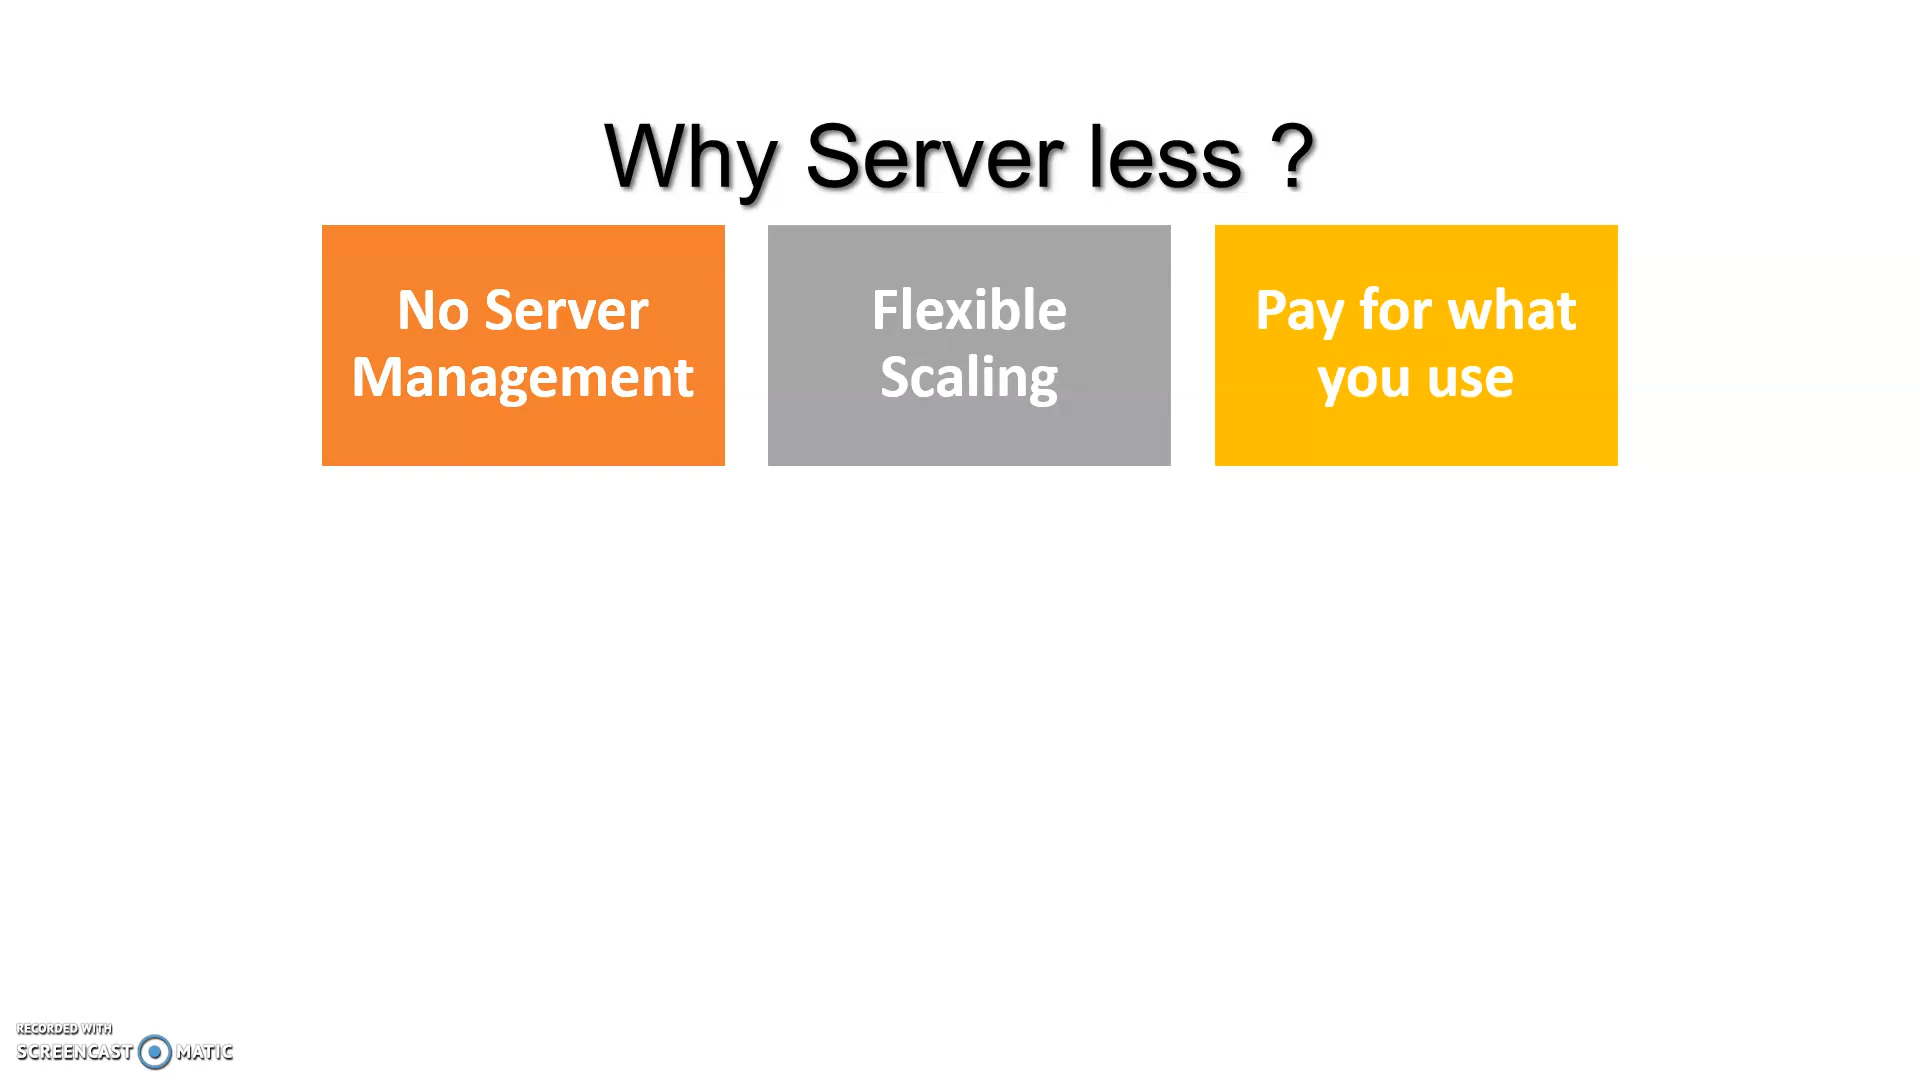 Why Server less ?
No Server
Management
Flexible
Scaling
Pay for what
you use
RECORDED WITH
SCREENCAST MATIC